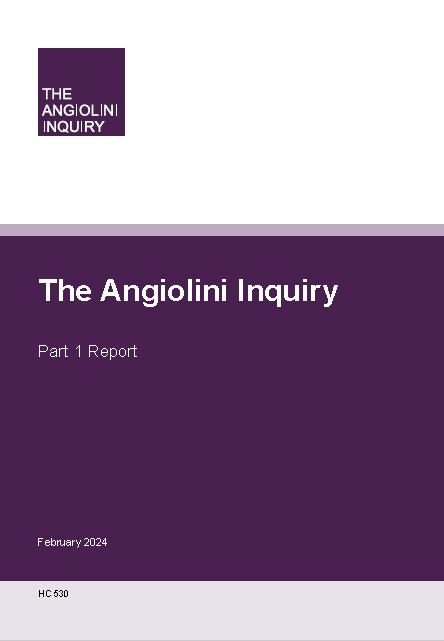 THE
ANGIOLINI
INQUIRY
The Angiolini Inquiry
Part 1 Report
February 2024
HC 530